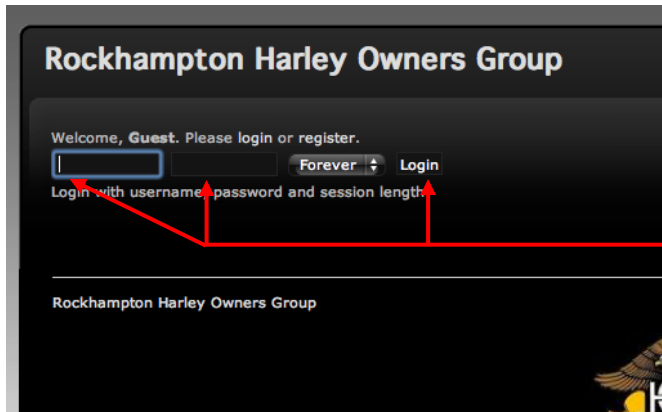 Rockhampton Harley Owners Group
Welcome, Guest. Please login or register.
Forever Login
Login with username, password and session length
Rockhampton Harley Owners Group